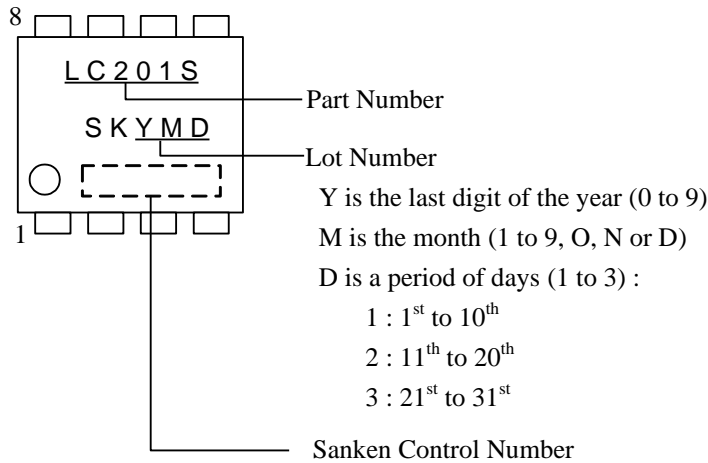 8
LC201S
Part Number
SKYMD
Lot Number
Y is the last digit of the year (0 to 9)
M is the month (1 to 9, O, N or D)
1
D is a period of days (1 to 3) :
1 : 1st to 10th
2 : 11th to 20th
3 : 21st to 31st
Sanken Control Number